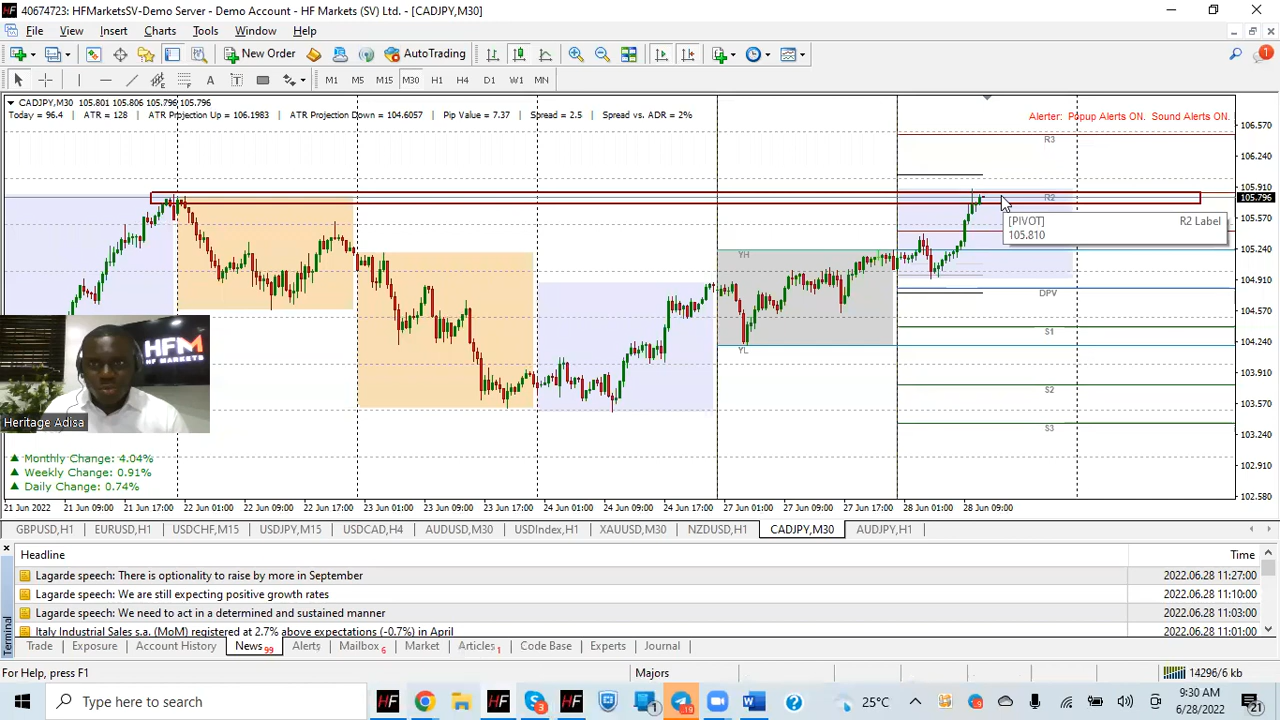 40674723: HFMarketsSV-Demo Server - Demo Account - HF Markets (SV) Ltd. - [CADJPY,M30]
File View Insert Charts Tools Window Help
New Order AutoTrading
1
A T M1 M5 M15 M30 H1 H4 D1 W1 MN
CADJPY,M30 105.801 105.806 105.796 105.796
Today = 96.4 ATR = 128 ATR Projection Up = 106.1983 ATR Projection Down = 104.6057 Pip Value = 7.37 Spread = 2.5 Spread vs. ADR = 2%
Alerter: Popup Alerts ON. Sound Alerts ON.
106.570
R3
106.240
105.910
R2
105.796
[PIVOT] R2 Label
105.810
105.570
105.240
YH
104.910
DPV
104.570
S1
104.240
YL
103.910
S2
103.570
S3
103.240
102.910
102.580
HFM
HF MARKETS
Heritage Adisa
Monthly Change: 4.04%
Weekly Change: 0.91%
Daily Change: 0.74%
21 Jun 2022 21 Jun 09:00 21 Jun 17:00 22 Jun 01:00 22 Jun 09:00 22 Jun 17:00 23 Jun 01:00 23 Jun 09:00 23 Jun 17:00 24 Jun 01:00 24 Jun 09:00 24 Jun 17:00 27 Jun 01:00 27 Jun 09:00 27 Jun 17:00 28 Jun 01:00 28 Jun 09:00
GBPUSD,H1 EURUSD,H1 USDCHF,M15 USDJPY,M15 USDCAD,H4 AUDUSD,M30 USDIndex,H1 XAUUSD,M30 NZDUSD,H1 CADJPY,M30 AUDJPY,H1
Headline Time
Lagarde speech: There is optionality to raise by more in September 2022.06.28 11:27:00
Lagarde speech: We are still expecting positive growth rates 2022.06.28 11:10:00
Lagarde speech: We need to act in a determined and sustained manner 2022.06.28 11:03:00
Italy Industrial Sales s.a. (MoM) registered at 2.7% above expectations (-0.7%) in April 2022.06.28 11:01:00
Terminal
Trade Exposure Account History News 99 Alerts Mailbox 6 Market Articles 1 Code Base Experts Journal
For Help, press F1 Majors 14296/6 kb
Type here to search HF HF HF 3 1 19 25°C 9:30 AM
6/28/2022 21